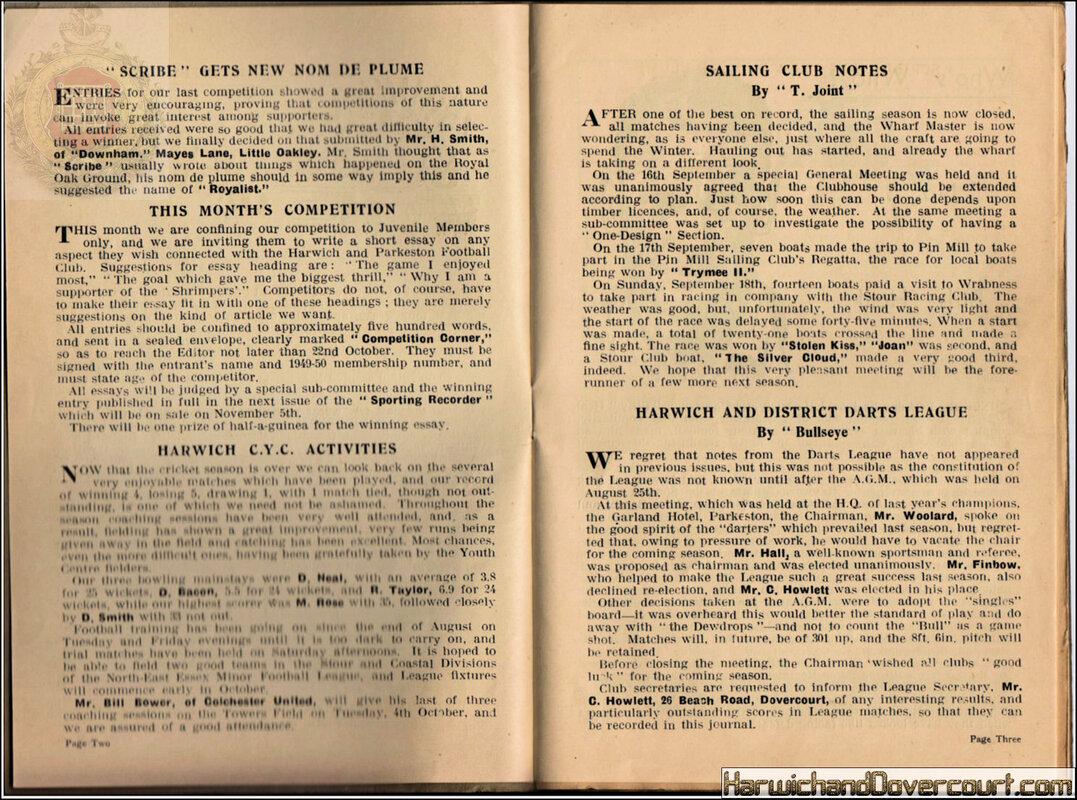 "SCRIBE" GETS NEW NOM DE PLUME
ENTRIES for our last competition showed a great improvement and
were very encouraging, proving that competitions of this nature
can invoke great interest among supporters.
All entries received were so good that we had great difficulty in selec-
ting a winner, but we finally decided on that submitted by Mr. H. Smith,
of "Downham." Mayes Lane, Little Oakley. Mr. Smith thought that as
"Scribe" usually wrote about things which happened on the Royal
Oak Ground, his nom de plume should in some way imply this and he
suggested the name of "Royalist."
THIS MONTH'S COMPETITION
THIS month we are confining our competition to Juvenile Members
only, and we are inviting them to write a short essay on any
aspect they wish connected with the Harwich and Parkeston Football
Club. Suggestions for essay heading are: "The game I enjoyed
most," "The goal which gave me the biggest thrill," "Why I am a
supporter of the 'Shrimpers'." Competitors do not, of course, have
to make their essay fit in with one of these headings; they are merely
suggestions on the kind of article we want.
All entries should be confined to approximately five hundred words,
and sent in a sealed envelope, clearly marked "Competition Corner,"
so as to reach the Editor not later than 22nd October. They must be
signed with the entrant's name and 1949-50 membership number, and
must state age of the competitor.
All essays will be judged by a special sub-committee and the winning
entry published in full in the next issue of the "Sporting Recorder"
which will be on sale on November 5th.
There will be one prize of half-a-guinea for the winning essay.
HARWICH C.Y.C. ACTIVITIES
NOW that the cricket season is over we can look back on the several
very enjoyable matches which have been played, and our record
of winning 4, losing 5, drawing 1, with 1 match tied, though not out-
standing, is one of which we need not be ashamed. Throughout the
season coaching sessions have been very well attended, and, as a
result, fielding has shown a great improvement, very few runs being
given away in the field and catching has been excellent. Most chances,
even the more difficult ones, having been gratefully taken by the Youth
Centre fielders.
Our three bowling mainstays were D. Neal, with an average of 3.8
for 25 wickets, D. Bacon, 5.5 for 24 wickets, and R. Taylor, 6.9 for 24
wickets, while our highest scorer was M. Rose with 35, followed closely
by D. Smith with 33 not out.
Football training has been going on since the end of August on
Tuesday and Friday evenings until it is too dark to carry on, and
trial matches have been held on Saturday afternoons. It is hoped to
be able to field two good teams in the Stour and Coastal Divisions
of the North-East Essex Minor Football League, and League fixtures
will commence early in October.
Mr. Bill Bower, of Colchester United, will give his last of three
coaching sessions on the Towers Field on Tuesday, 4th October, and
we are assured of a good attendance.
Page Two
SAILING CLUB NOTES
By "T. Joint"
AFTER one of the best on record, the sailing season is now closed,
all matches having been decided, and the Wharf Master is now
wondering, as is everyone else, just where all the craft are going to
spend the Winter. Hauling out has started, and already the wharf
is taking on a different look.
On the 16th September a special General Meeting was held and it
was unanimously agreed that the Clubhouse should be extended
according to plan. Just how soon this can be done depends upon
timber licences, and, of course, the weather. At the same meeting a
sub-committee was set up to investigate the possibility of having a
"One-Design" Section.
On the 17th September, seven boats made the trip to Pin Mill to take
part in the Pin Mill Sailing Club's Regatta, the race for local boats
being won by "Trymee II."
On Sunday, September 18th, fourteen boats paid a visit to Wrabness
to take part in racing in company with the Stour Racing Club. The
weather was good, but, unfortunately, the wind was very light and
the start of the race was delayed some forty-five minutes. When a start
was made, a total of twenty-one boats crossed the line and made a
fine sight. The race was won by "Stolen Kiss," "Joan" was second, and
a Stour Club boat, "The Silver Cloud," made a very good third,
indeed. We hope that this very pleasant meeting will be the fore-
runner of a few more next season.
HARWICH AND DISTRICT DARTS LEAGUE
By "Bullseye"
WE regret that notes from the Darts League have not appeared
in previous issues, but this was not possible as the constitution of
the League was not known until after the A.G.M., which was held on
August 25th.
At this meeting, which was held at the H.Q. of last year's champions,
the Garland Hotel, Parkeston, the Chairman, Mr. Woolard, spoke on
the good spirit of the "darters" which prevailed last season, but regret-
ted that, owing to pressure of work, he would have to vacate the chair
for the coming season. Mr. Hall, a well-known sportsman and referee,
was proposed as chairman and was elected unanimously. Mr. Finbow,
who helped to make the League such a great success last season, also
declined re-election, and Mr. C. Howlett was elected in his place.
Other decisions taken at the A.G.M. were to adopt the "singles"
board—it was overheard this would better the standard of play and do
away with "the Dewdrops"—and not to count the "Bull" as a game
shot. Matches will, in future, be of 301 up, and the 8ft. 6in. pitch will
be retained.
Before closing the meeting, the Chairman wished all clubs "good
luck" for the coming season.
Club secretaries are requested to inform the League Secretary, Mr.
C. Howlett, 26 Beach Road, Dovercourt, of any interesting results, and
particularly outstanding scores in League matches, so that they can
be recorded in this journal.
Page Three
HarwichandDovercourt.com